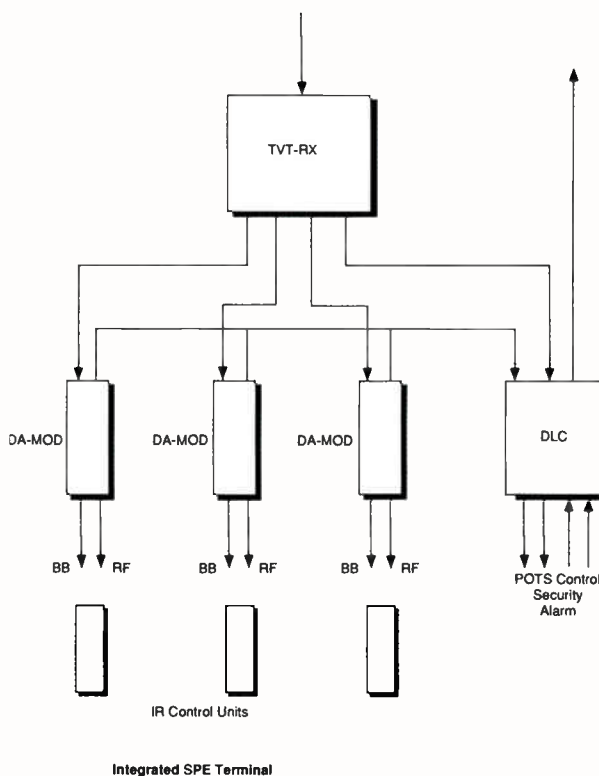 TVT-RX
DA-MOD
DA-MOD
DA-MOD
DLC
BB RF
BB RF
BB RF
POTS Control
Security
Alarm
IR Control Units
Integrated SPE Terminal